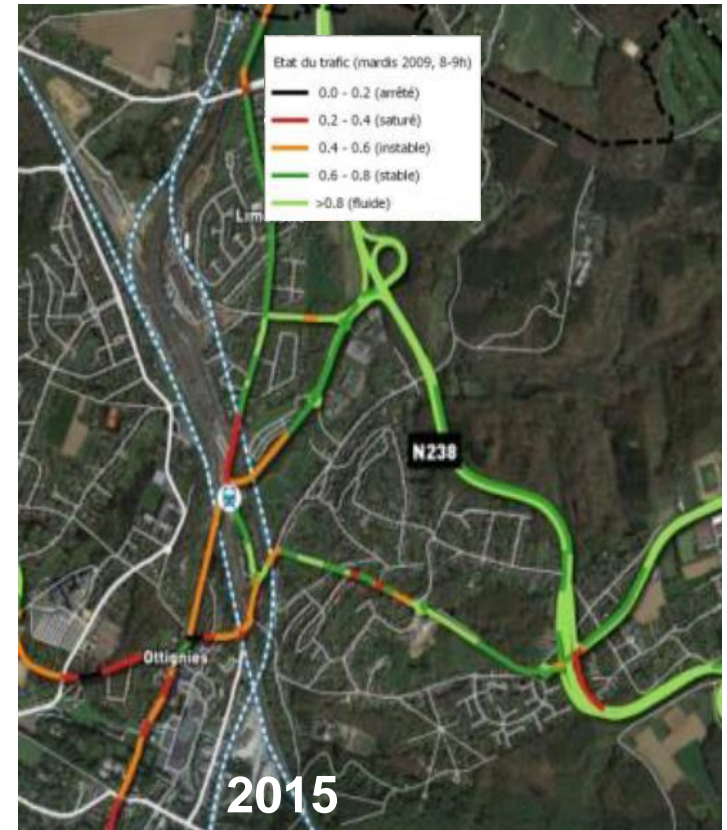 Etat du trafic (mardis 2009, 8-9h)
0.0 - 0.2 (arrêté)
0.2 - 0.4 (saturé)
0.4 - 0.6 (instable)
0.6 - 0.8 (stable)
>0.8 (fluide)
Lim
N238
Ottignies
2015